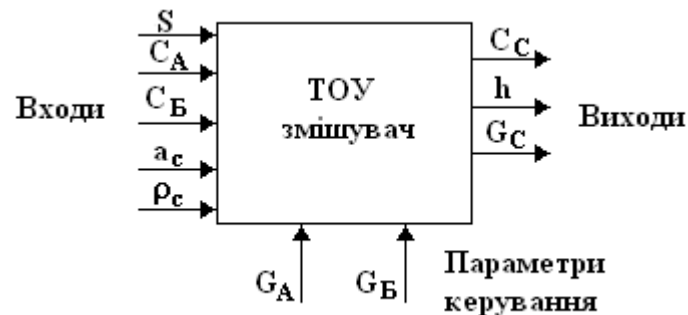 S
C_A
C_Б
a_c
ρ_c
Входи
ТОУ
змішувач
C_C
h
G_C
Виходи
G_A
G_Б
Параметри
керування